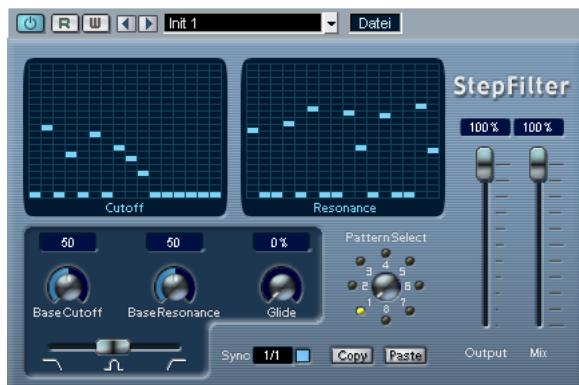 R W Init 1 Datei
StepFilter
100 % 100 %
Cutoff Resonance
50 50 0 % Pattern Select
1 2 3 4 5 6 7 8
Base Cutoff Base Resonance Glide
Sync 1/1 Copy Paste Output Mix